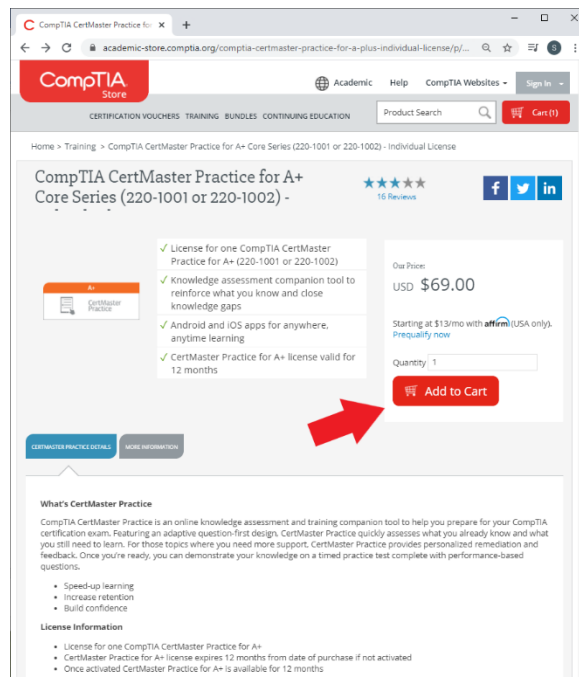 CompTIA CertMaster Practice for
academic-store.comptia.org/comptia-certmaster-practice-for-a-plus-individual-license/p/...
S
CompTIA.
Store
Academic Help CompTIA Websites Sign In
CERTIFICATION VOUCHERS TRAINING BUNDLES CONTINUING EDUCATION
Product Search
Cart (1)
Home > Training > CompTIA CertMaster Practice for A+ Core Series (220-1001 or 220-1002) - Individual License
CompTIA CertMaster Practice for A+
Core Series (220-1001 or 220-1002) -
16 Reviews
f
in
A+
CertMaster
Practice
✓ License for one CompTIA CertMaster
Practice for A+ (220-1001 or 220-1002)
✓ Knowledge assessment companion tool to
reinforce what you know and close
knowledge gaps
✓ Android and iOS apps for anywhere,
anytime learning
✓ CertMaster Practice for A+ license valid for
12 months
Our Price:
USD $69.00
Starting at $13/mo with affirm (USA only).
Prequalify now
Quantity 1
Add to Cart
CERTMASTER PRACTICE DETAILS
MORE INFORMATION
What's CertMaster Practice
CompTIA CertMaster Practice is an online knowledge assessment and training companion tool to help you prepare for your CompTIA
certification exam. Featuring an adaptive question-first design, CertMaster Practice quickly assesses what you already know and what
you still need to learn. For those topics where you need more support, CertMaster Practice provides personalized remediation and
feedback. Once you're ready, you can demonstrate your knowledge on a timed practice test complete with performance-based
questions.
• Speed-up learning
• Increase retention
• Build confidence
License Information
• License for one CompTIA CertMaster Practice for A+
• CertMaster Practice for A+ license expires 12 months from date of purchase if not activated
• Once activated CertMaster Practice for A+ is available for 12 months